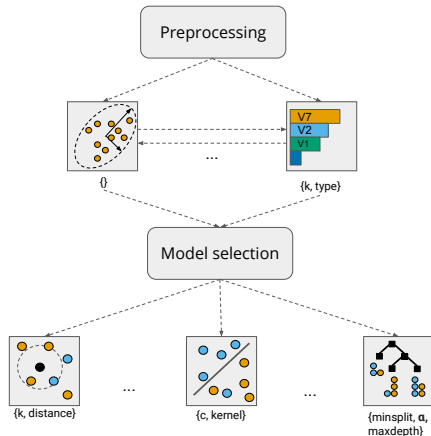 Preprocessing
V7
V2
V1
...
{}
{k, type}
Model selection
...
...
{k, distance}
{c, kernel}
{minsplit, α,
maxdepth}